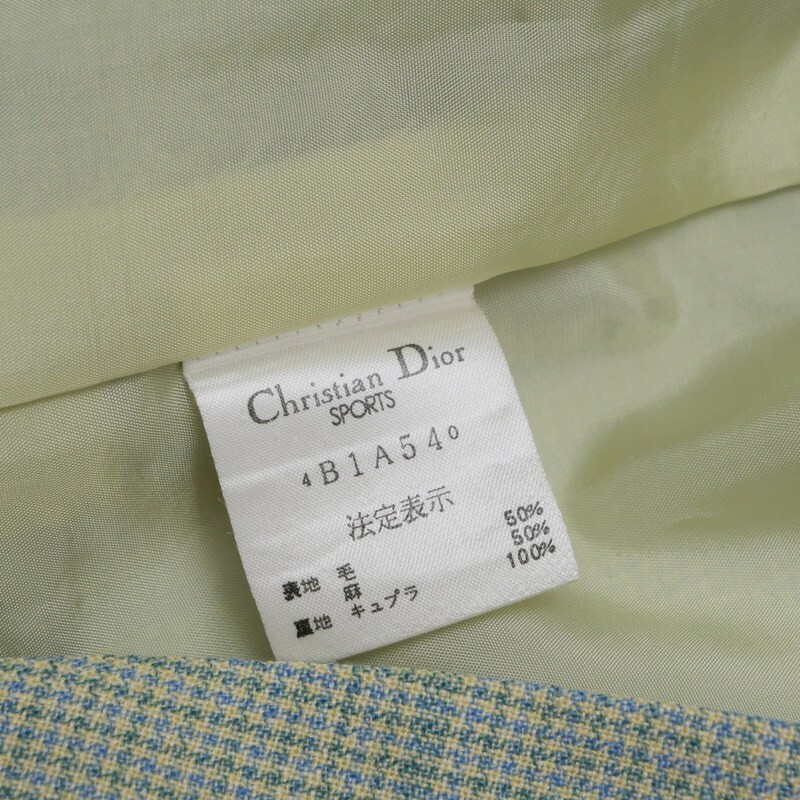 Christian Dior
SPORTS
4B1A540
法定表示
表地 毛 50%
麻 50%
裏地 キュプラ 100%